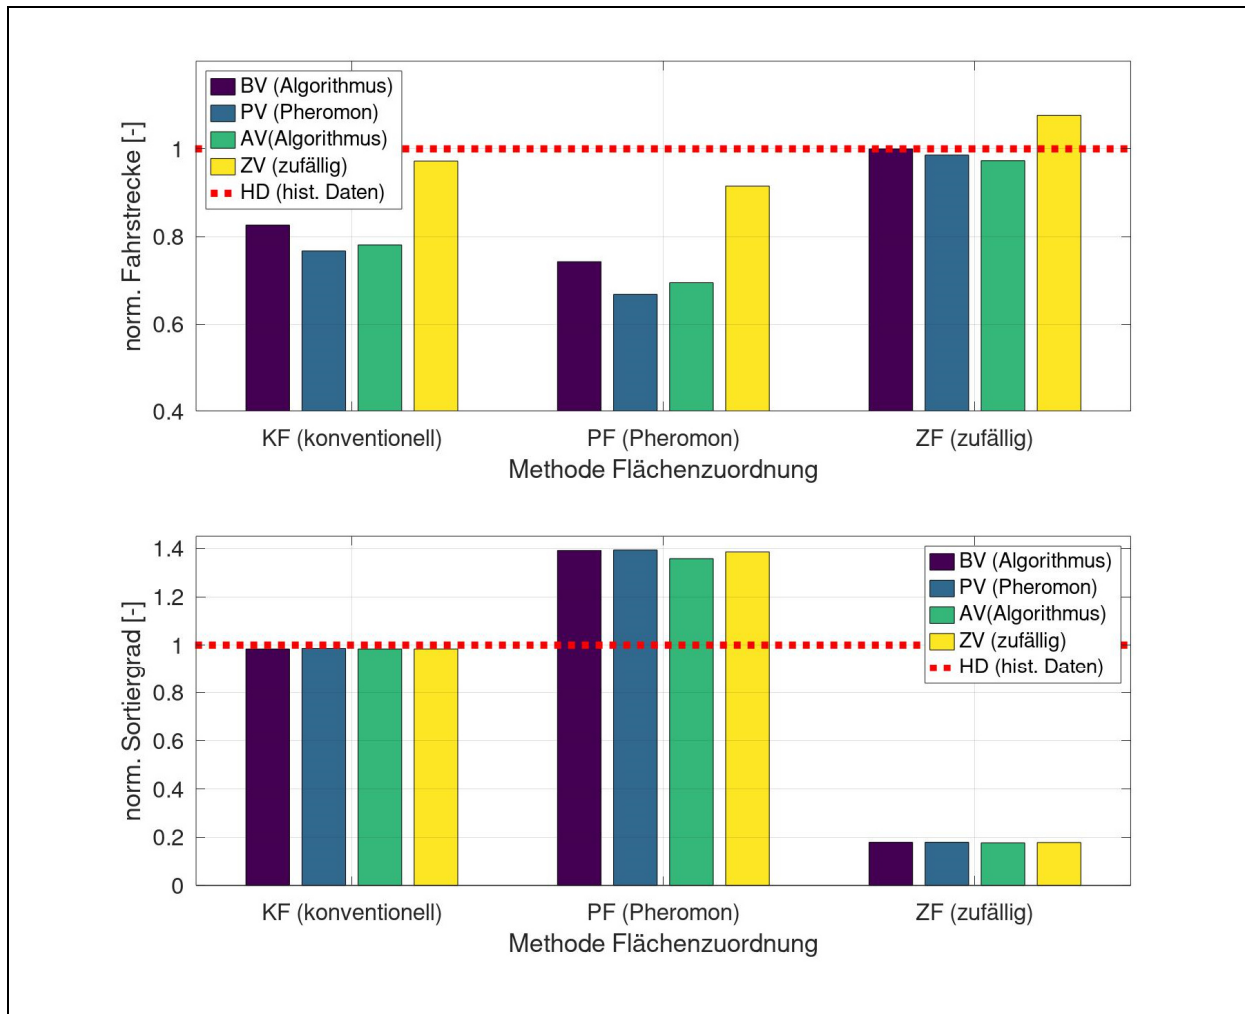 BV (Algorithmus)
PV (Pheromon)
AV(Algorithmus)
ZV (zufällig)
HD (hist. Daten)
norm. Fahrstrecke [-]
1
0.8
0.6
0.4
KF (konventionell)
PF (Pheromon)
ZF (zufällig)
Methode Flächenzuordnung
BV (Algorithmus)
PV (Pheromon)
AV(Algorithmus)
ZV (zufällig)
HD (hist. Daten)
norm. Sortiergrad [-]
1.4
1.2
1
0.8
0.6
0.4
0.2
0
KF (konventionell)
PF (Pheromon)
ZF (zufällig)
Methode Flächenzuordnung